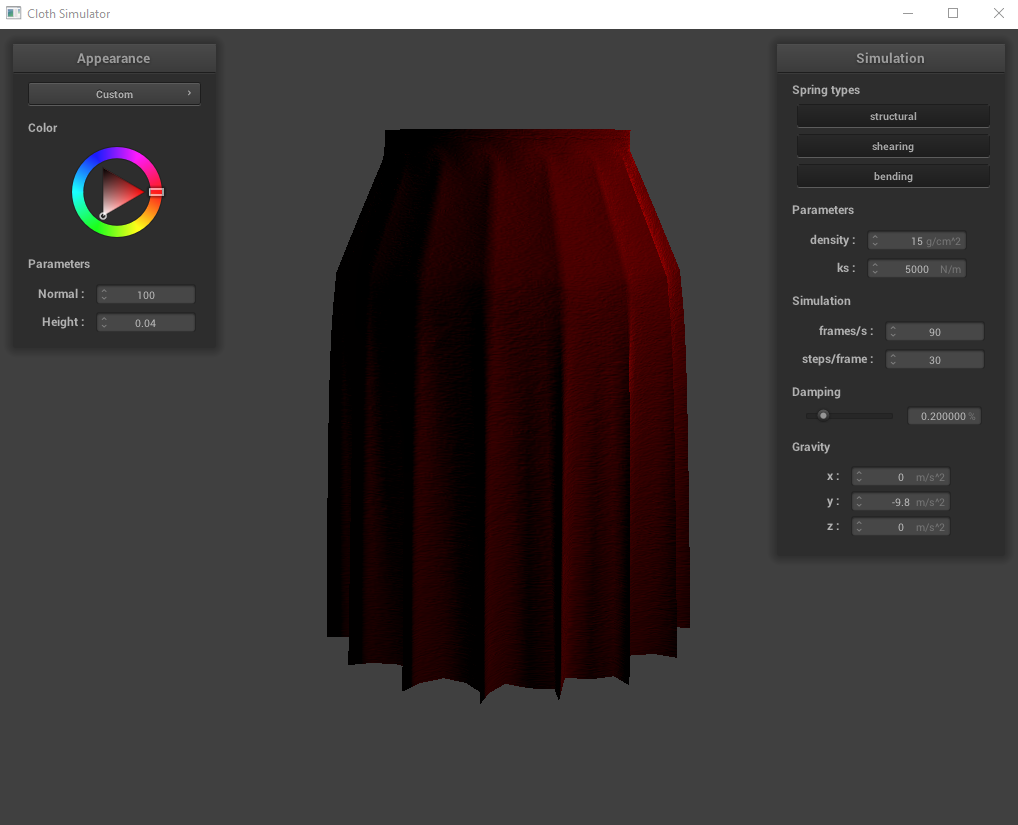 Cloth Simulator
Appearance
Custom
Color
Parameters
Normal : 100
Height : 0.04
Simulation
Spring types
structural
shearing
bending
Parameters
density : 15 g/cm^2
ks : 5000 N/m
Simulation
frames/s : 90
steps/frame : 30
Damping
0.200000 %
Gravity
x : 0 m/s^2
y : -9.8 m/s^2
z : 0 m/s^2